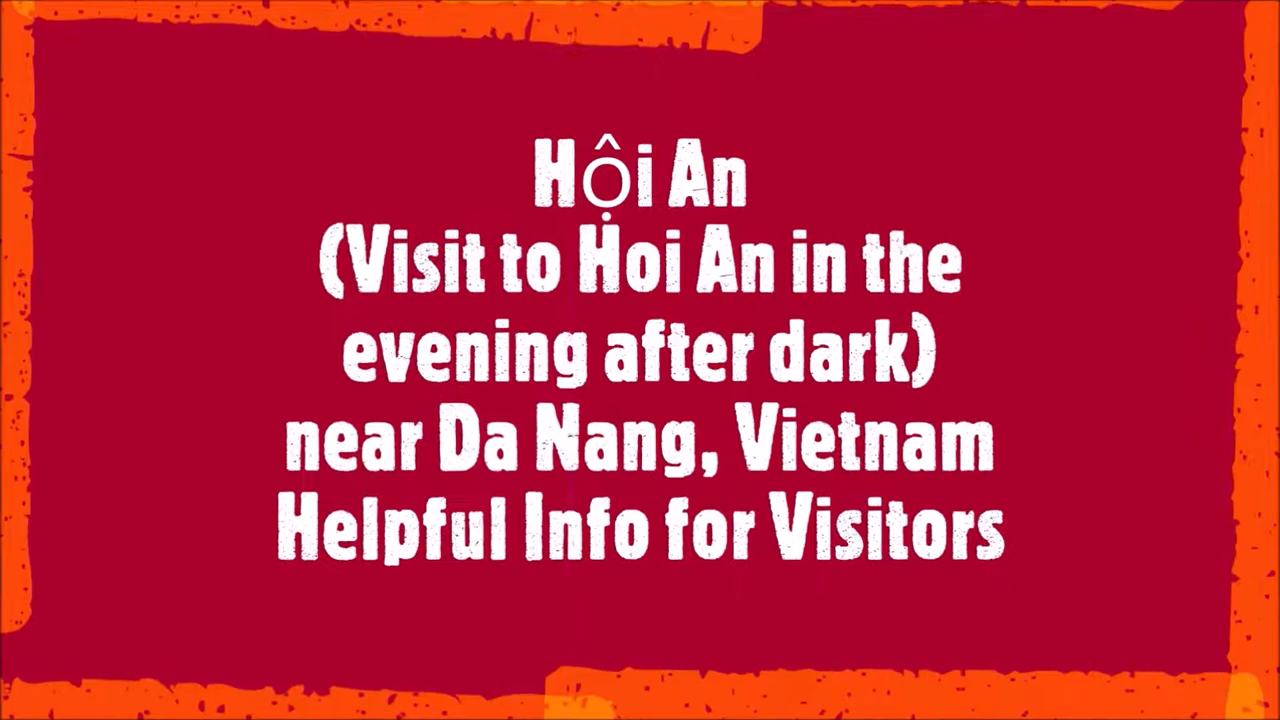 Hội An
(Visit to Hoi An in the
evening after dark)
near Da Nang, Vietnam
Helpful Info for Visitors